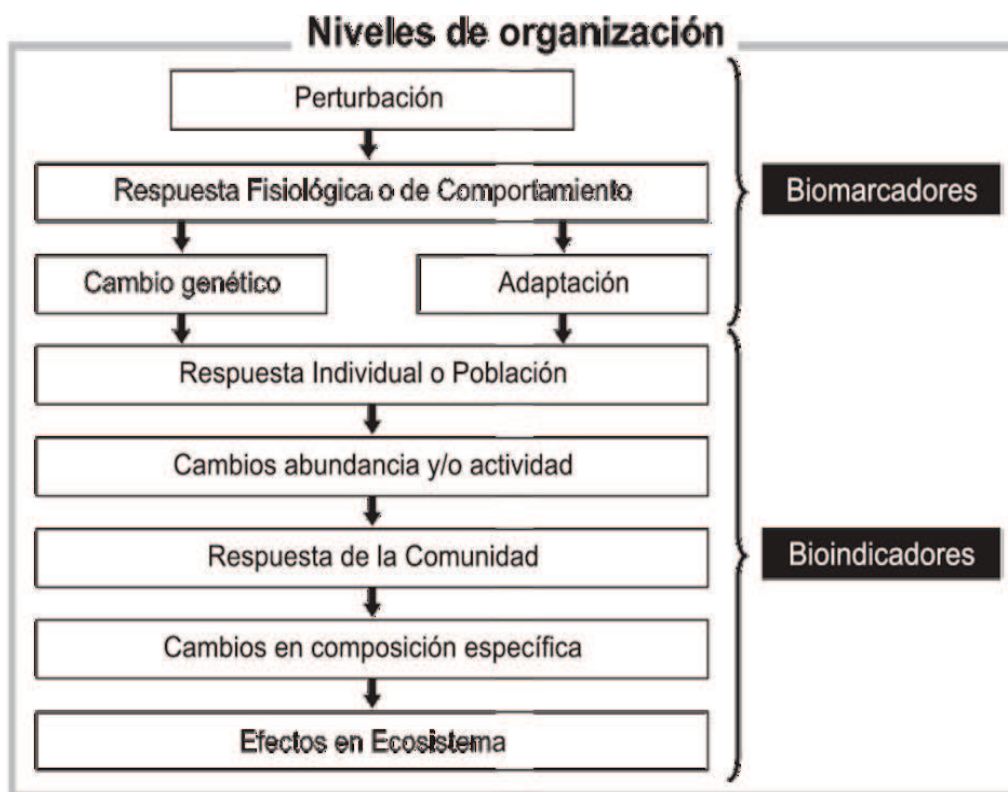 Niveles de organización
Perturbación
Respuesta Fisiológica o de Comportamiento
Biomarcadores
Cambio genético
Adaptación
Respuesta Individual o Población
Cambios abundancia y/o actividad
Respuesta de la Comunidad
Bioindicadores
Cambios en composición específica
Efectos en Ecosistema